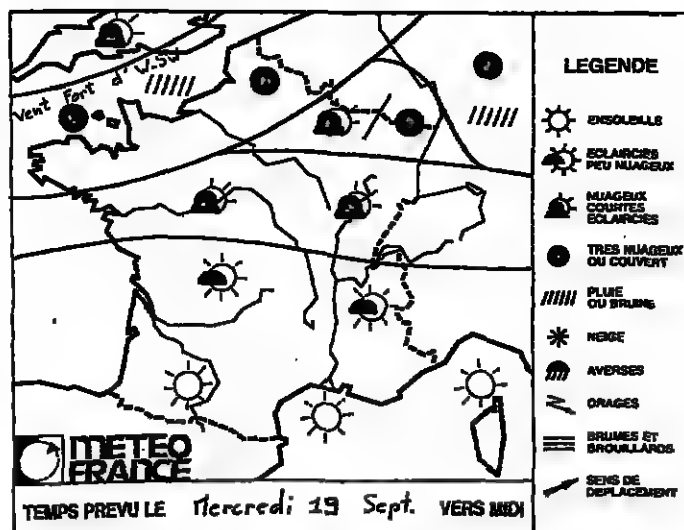 Vent Fort d'W.SW
METEO
FRANCE
TEMPS PREVU LE Mercredi 19 Sept. VERS MIDI
LEGENDE
ENSOLEILLE
ECLAIRCIES
PEU NUAGEUX
NUAGEUX
COURTES
ECLAIRCIES
TRES NUAGEUX
OU COUVERT
PLUIE
OU BRUINE
NEIGE
AVERSES
ORAGES
BRUMES ET
BROUILLARDS
SENS DE
DEPLACEMENT